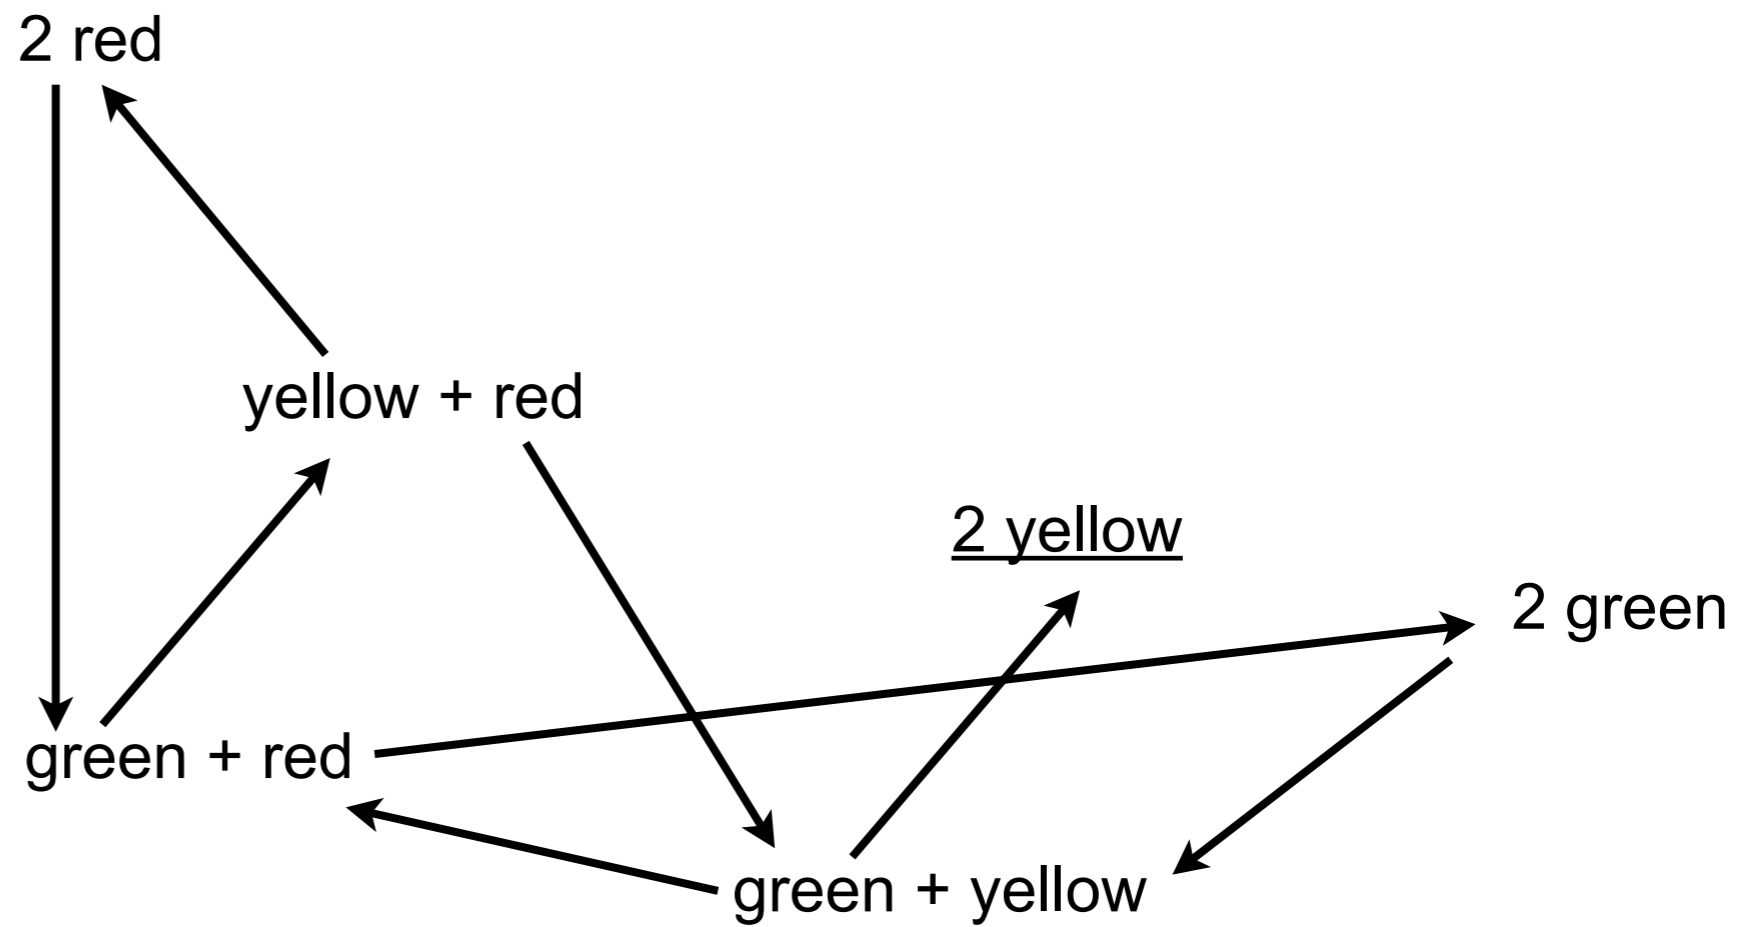 2 red
yellow + red
2 yellow
2 green
green + red
green + yellow